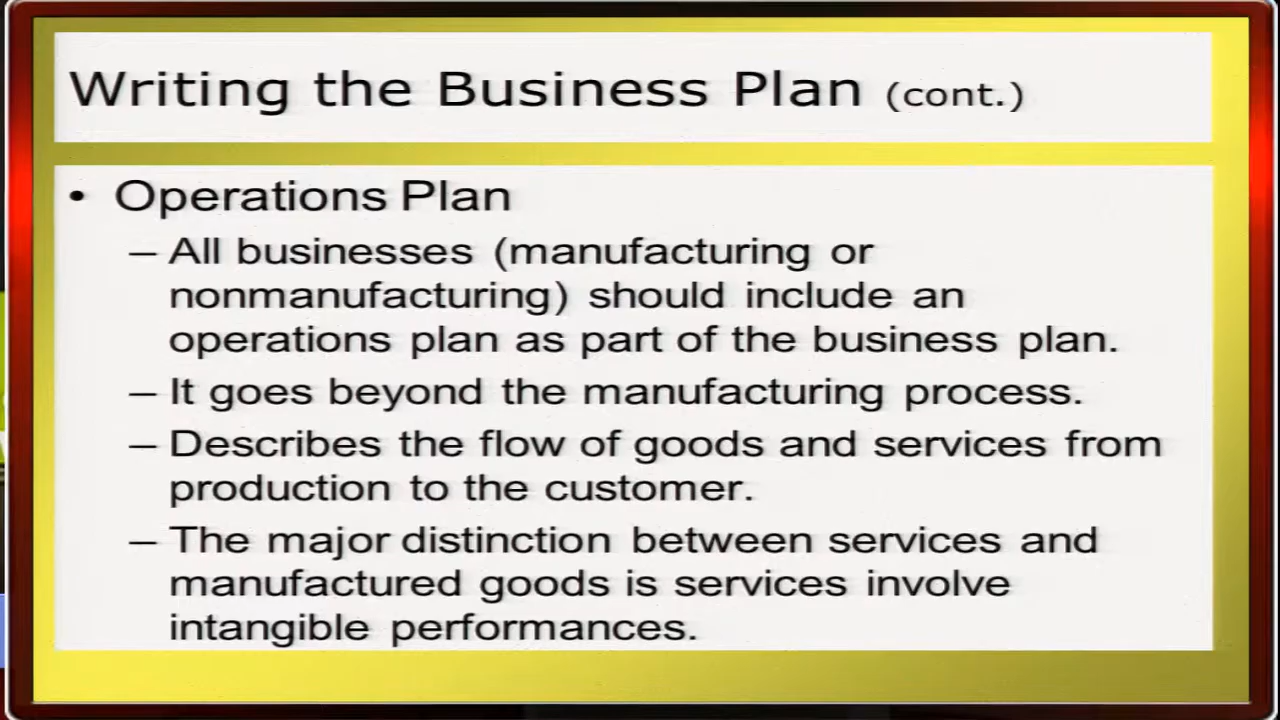 Writing the Business Plan (cont.)
• Operations Plan
– All businesses (manufacturing or
nonmanufacturing) should include an
operations plan as part of the business plan.
– It goes beyond the manufacturing process.
– Describes the flow of goods and services from
production to the customer.
– The major distinction between services and
manufactured goods is services involve
intangible performances.